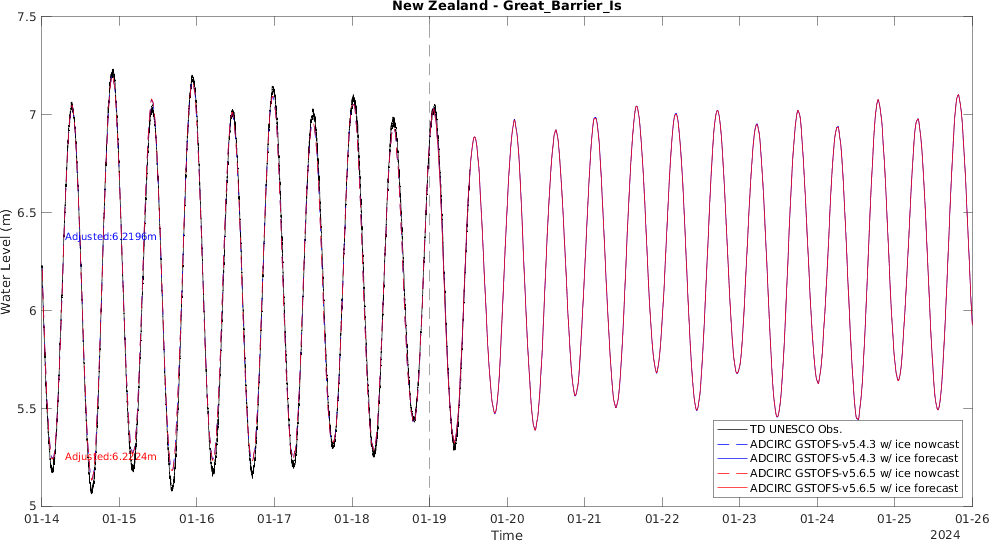 New Zealand - Great_Barrier_Is
7.5
7
6.5
6
5.5
5
Water Level (m)
Adjusted:6.2196m
Adjusted:6.2224m
TD UNESCO Obs.
ADCIRC GSTOFS-v5.4.3 w/ ice nowcast
ADCIRC GSTOFS-v5.4.3 w/ ice forecast
ADCIRC GSTOFS-v5.6.5 w/ ice nowcast
ADCIRC GSTOFS-v5.6.5 w/ ice forecast
01-14 01-15 01-16 01-17 01-18 01-19 01-20 01-21 01-22 01-23 01-24 01-25 01-26
Time
2024